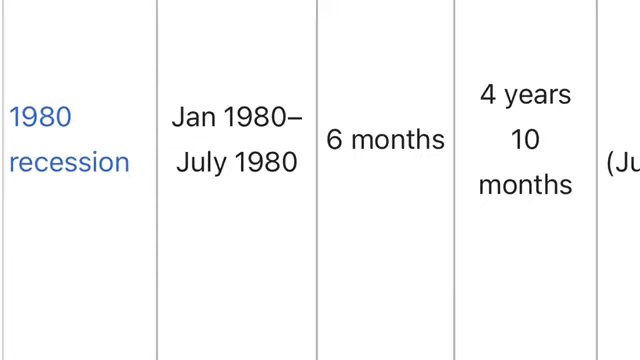 1980
recession
Jan 1980–
July 1980
6 months
4 years
10
months